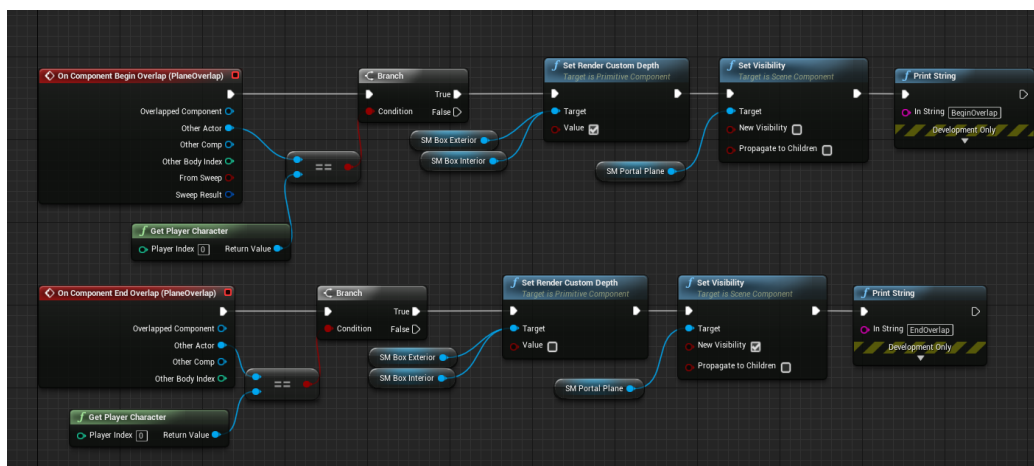 On Component Begin Overlap (PlaneOverlap)
Overlapped Component
Other Actor
Other Comp
Other Body Index
From Sweep
Sweep Result
f Get Player Character
Player Index 0 Return Value
==
Branch
True
Condition False
SM Box Exterior
SM Box Interior
f Set Render Custom Depth
Target is Primitive Component
Target
Value
SM Portal Plane
f Set Visibility
Target is Scene Component
Target
New Visibility
Propagate to Children
f Print String
In String BeginOverlap
Development Only
On Component End Overlap (PlaneOverlap)
Overlapped Component
Other Actor
Other Comp
Other Body Index
f Get Player Character
Player Index 0 Return Value
==
Branch
True
Condition False
SM Box Exterior
SM Box Interior
f Set Render Custom Depth
Target is Primitive Component
Target
Value
SM Portal Plane
f Set Visibility
Target is Scene Component
Target
New Visibility
Propagate to Children
f Print String
In String EndOverlap
Development Only